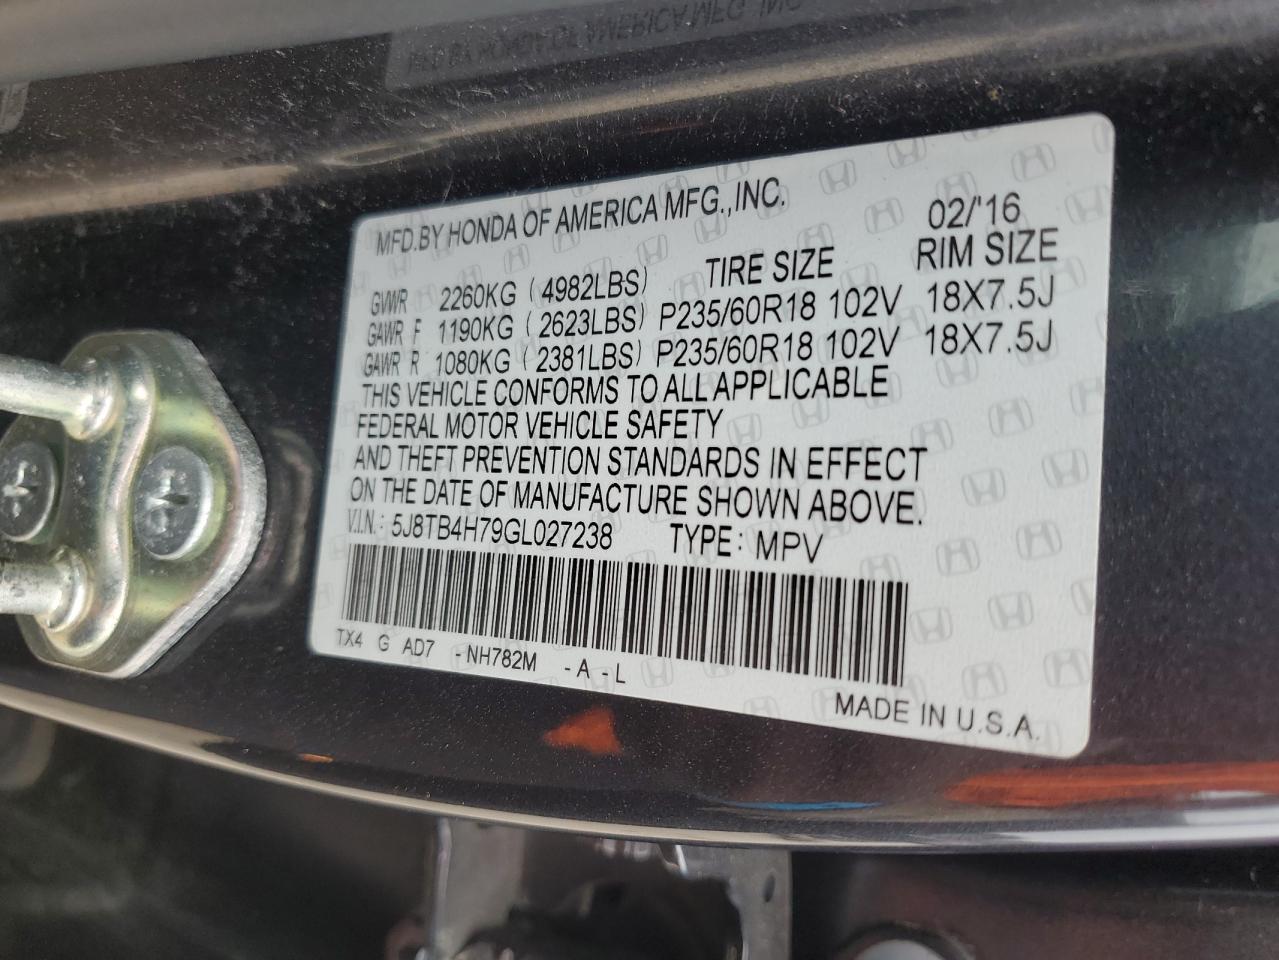 MFD.BY HONDA OF AMERICA MFG.,INC. 02/'16
GVWR 2260KG (4982LBS) TIRE SIZE RIM SIZE
GAWR F 1190KG (2623LBS) P235/60R18 102V 18X7.5J
GAWR R 1080KG (2381LBS) P235/60R18 102V 18X7.5J
THIS VEHICLE CONFORMS TO ALL APPLICABLE
FEDERAL MOTOR VEHICLE SAFETY
AND THEFT PREVENTION STANDARDS IN EFFECT
ON THE DATE OF MANUFACTURE SHOWN ABOVE.
V.I.N.: 5J8TB4H79GL027238 TYPE: MPV
TX4 G AD7 -NH782M -A -L
MADE IN U.S.A.